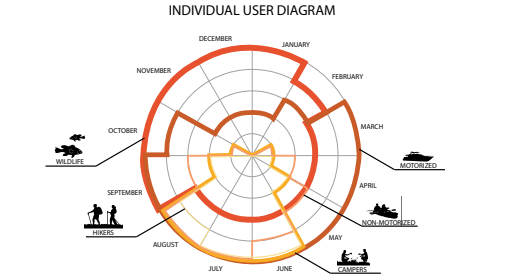 INDIVIDUAL USER DIAGRAM
DECEMBER
JANUARY
NOVEMBER
FEBRUARY
OCTOBER
MARCH
WILDLIFE
MOTORIZED
SEPTEMBER
APRIL
HIKERS
NON-MOTORIZED
AUGUST
MAY
JULY
JUNE
CAMPERS